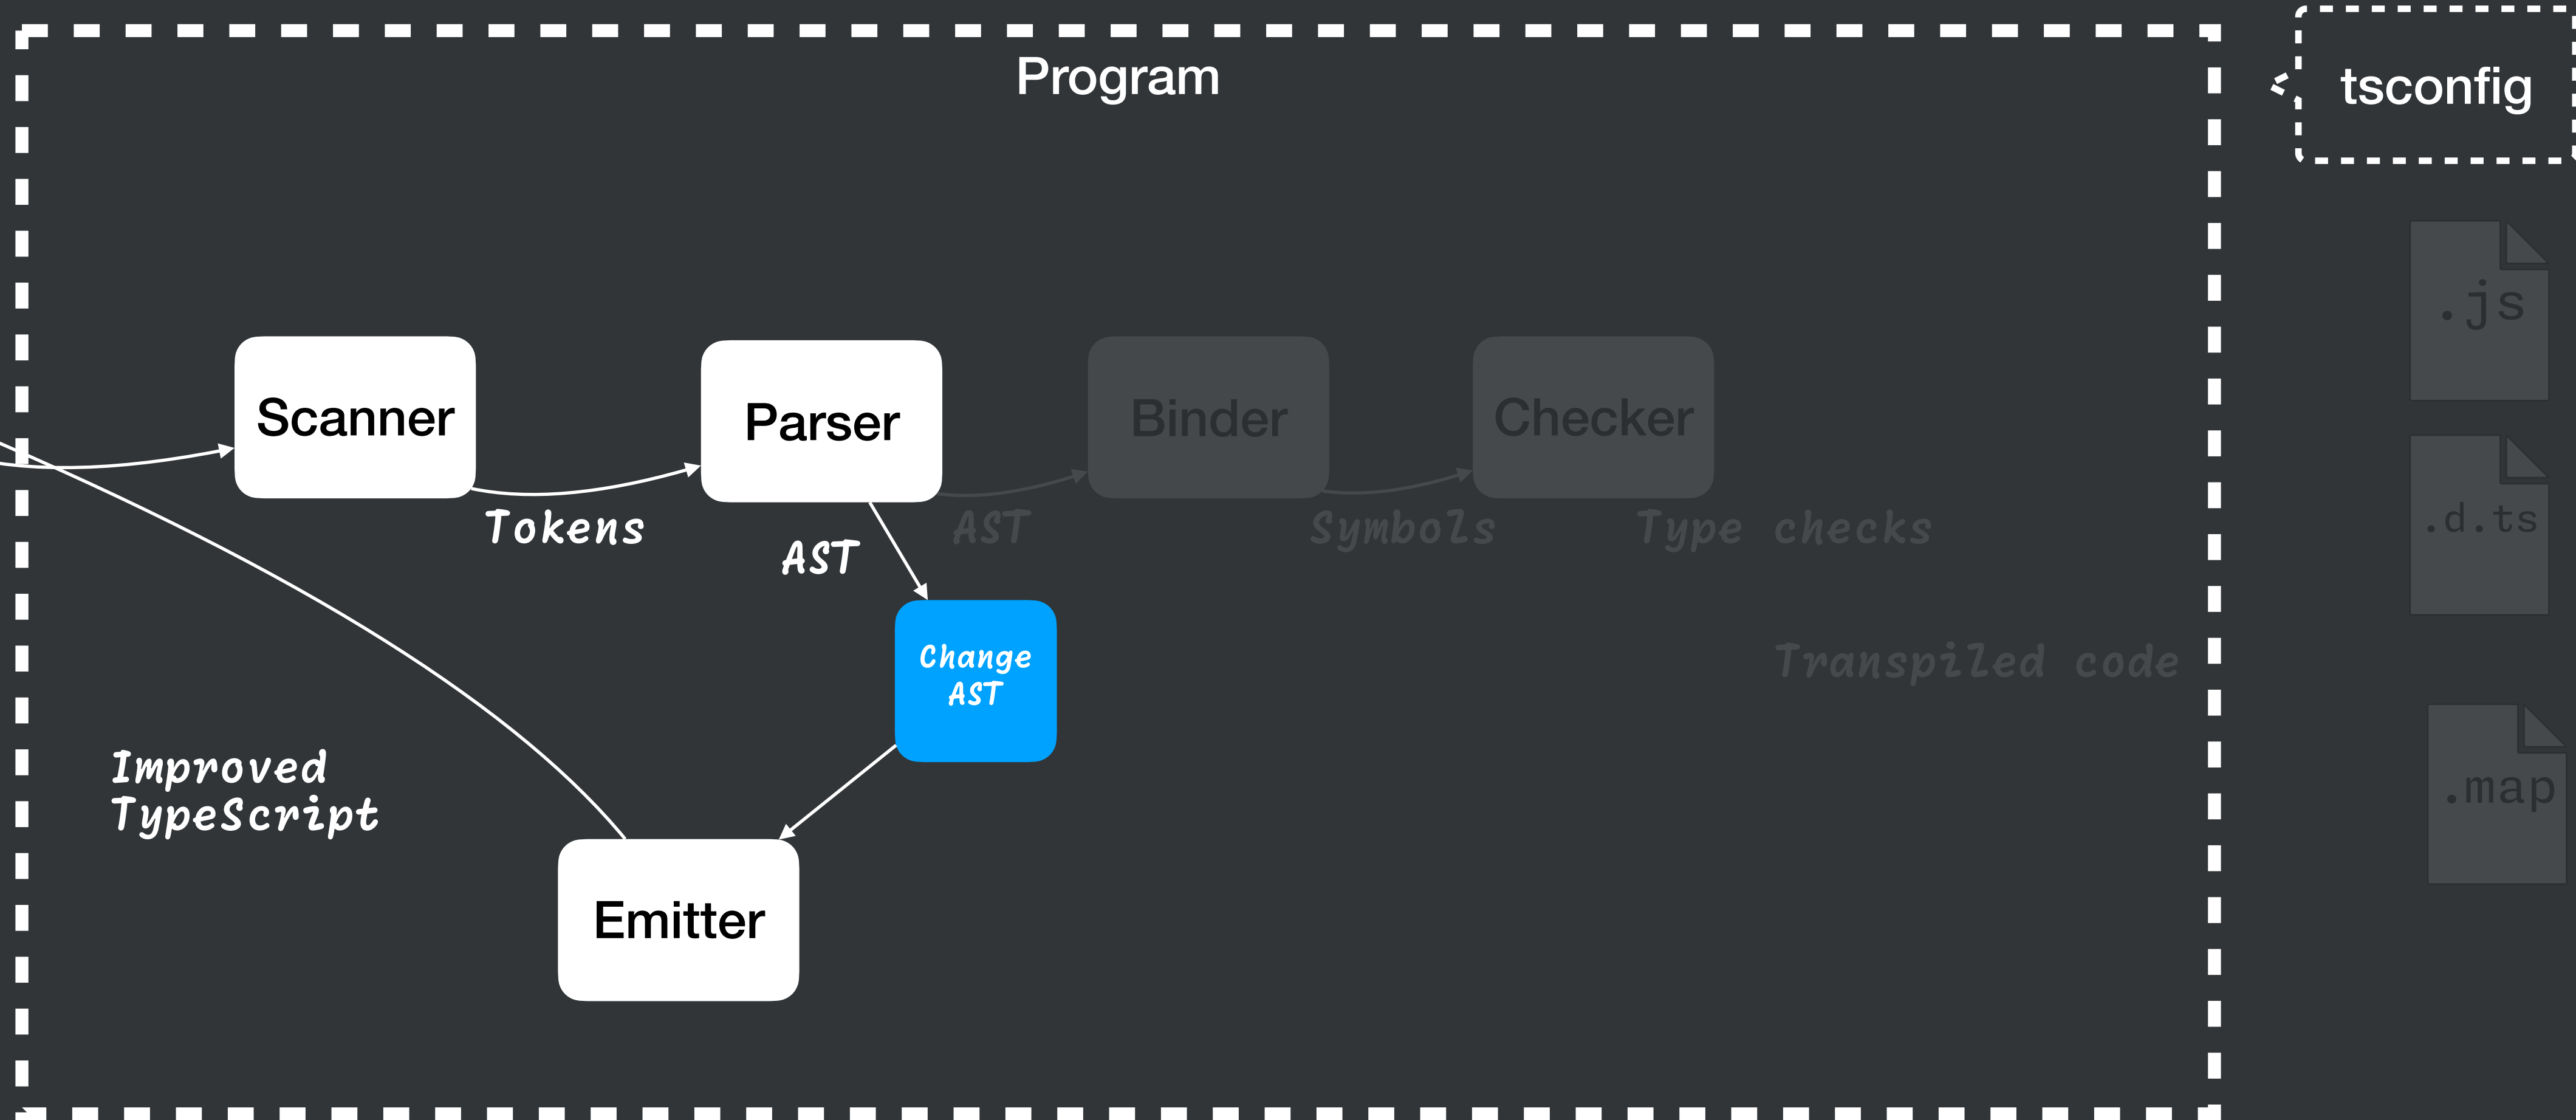 Program
tsconfig
.js
Scanner
Parser
Binder
Checker
Tokens
AST
AST
Symbols
Type checks
.d.ts
Change
AST
Transpiled code
Improved
TypeScript
.map
Emitter